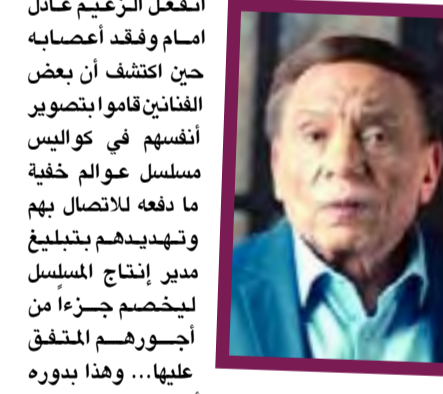 انفعل الزعيم عادل
امام وفقد أعصابه
حين اكتشف أن بعض
الفنانين قاموا بتصوير
أنفسهم في كواليس
مسلسل عوالم خفية
ما دفعه للاتصال بهم
وتهديدهم بتبليغ
مدير إنتاج المسلسل
ليخصم جزءاً من
أجورهم المتفق
عليها... وهذا بدوره